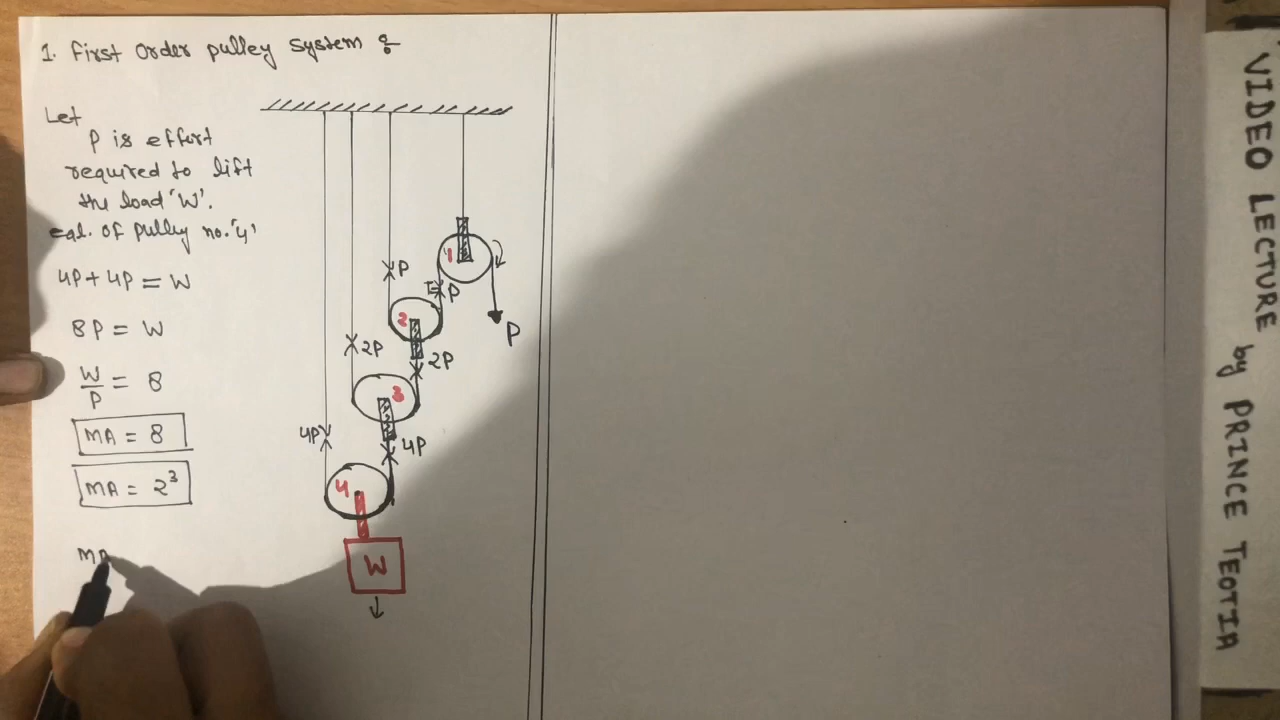 1. First Order pulley System :-
Let
P is effort
required to lift
the load 'W'.
eql. of pully no. '4'
4P + 4P = W
8P = W
W/P = 8
MA = 8
MA = 2³
MA
P
P
P
2P
2P
4P
4P
1
2
3
4
W
VIDEO LECTURE by PRINCE TEOTIA